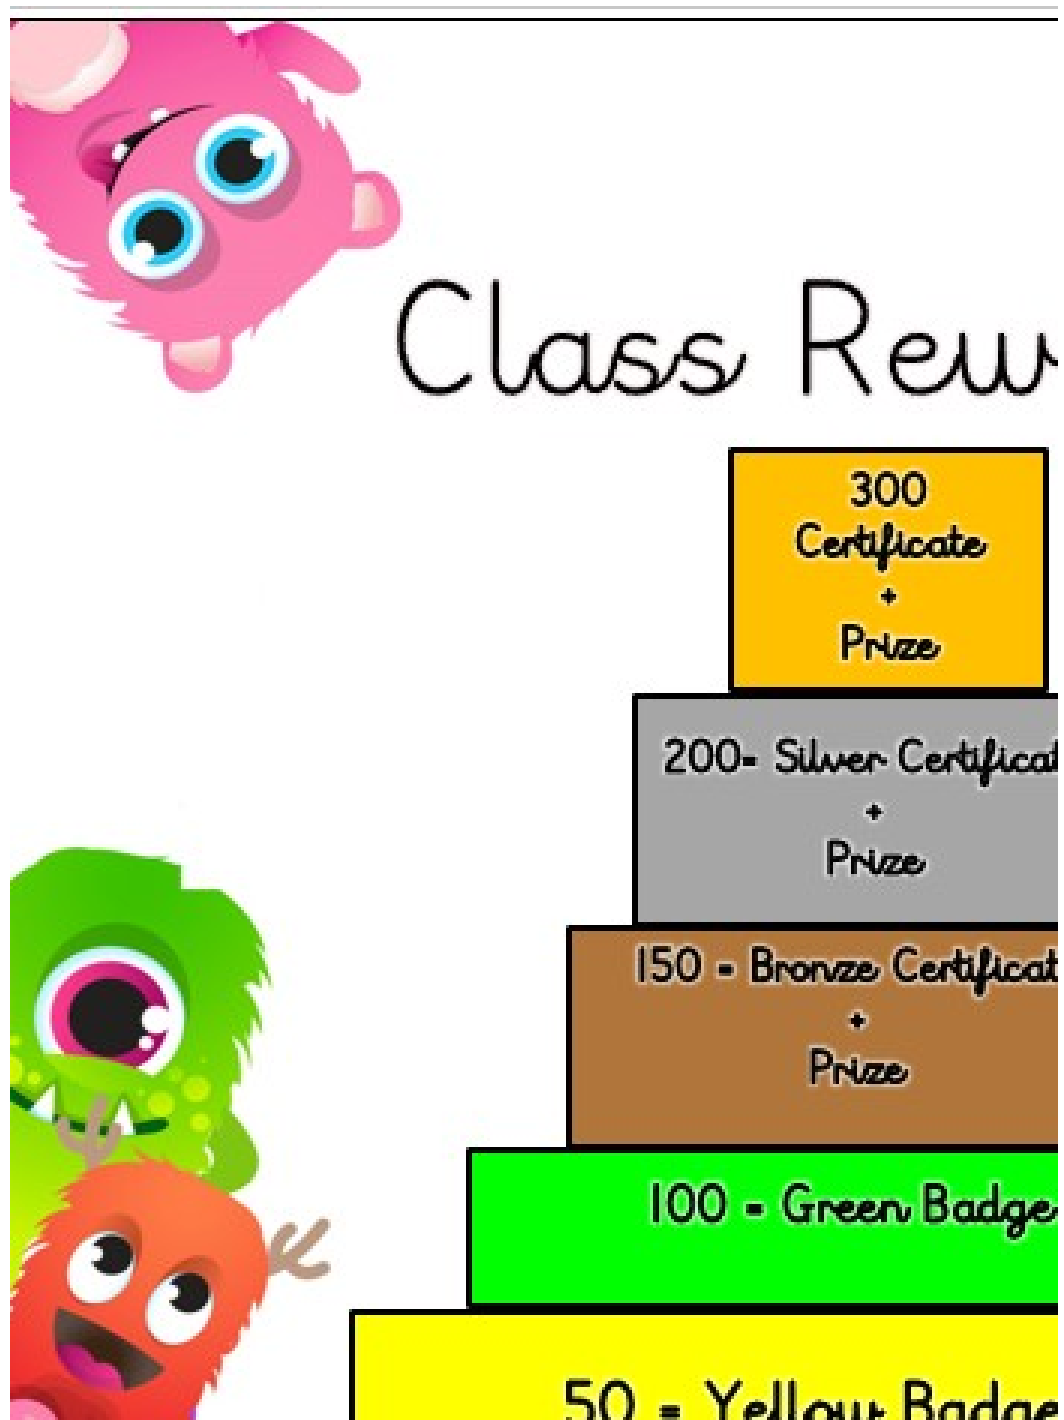 Class Rew
300
Certificate
+
Prize
200= Silver Certificat
+
Prize
150 - Bronze Certificat
+
Prize
100 - Green Badge
50 = Yellow Badge